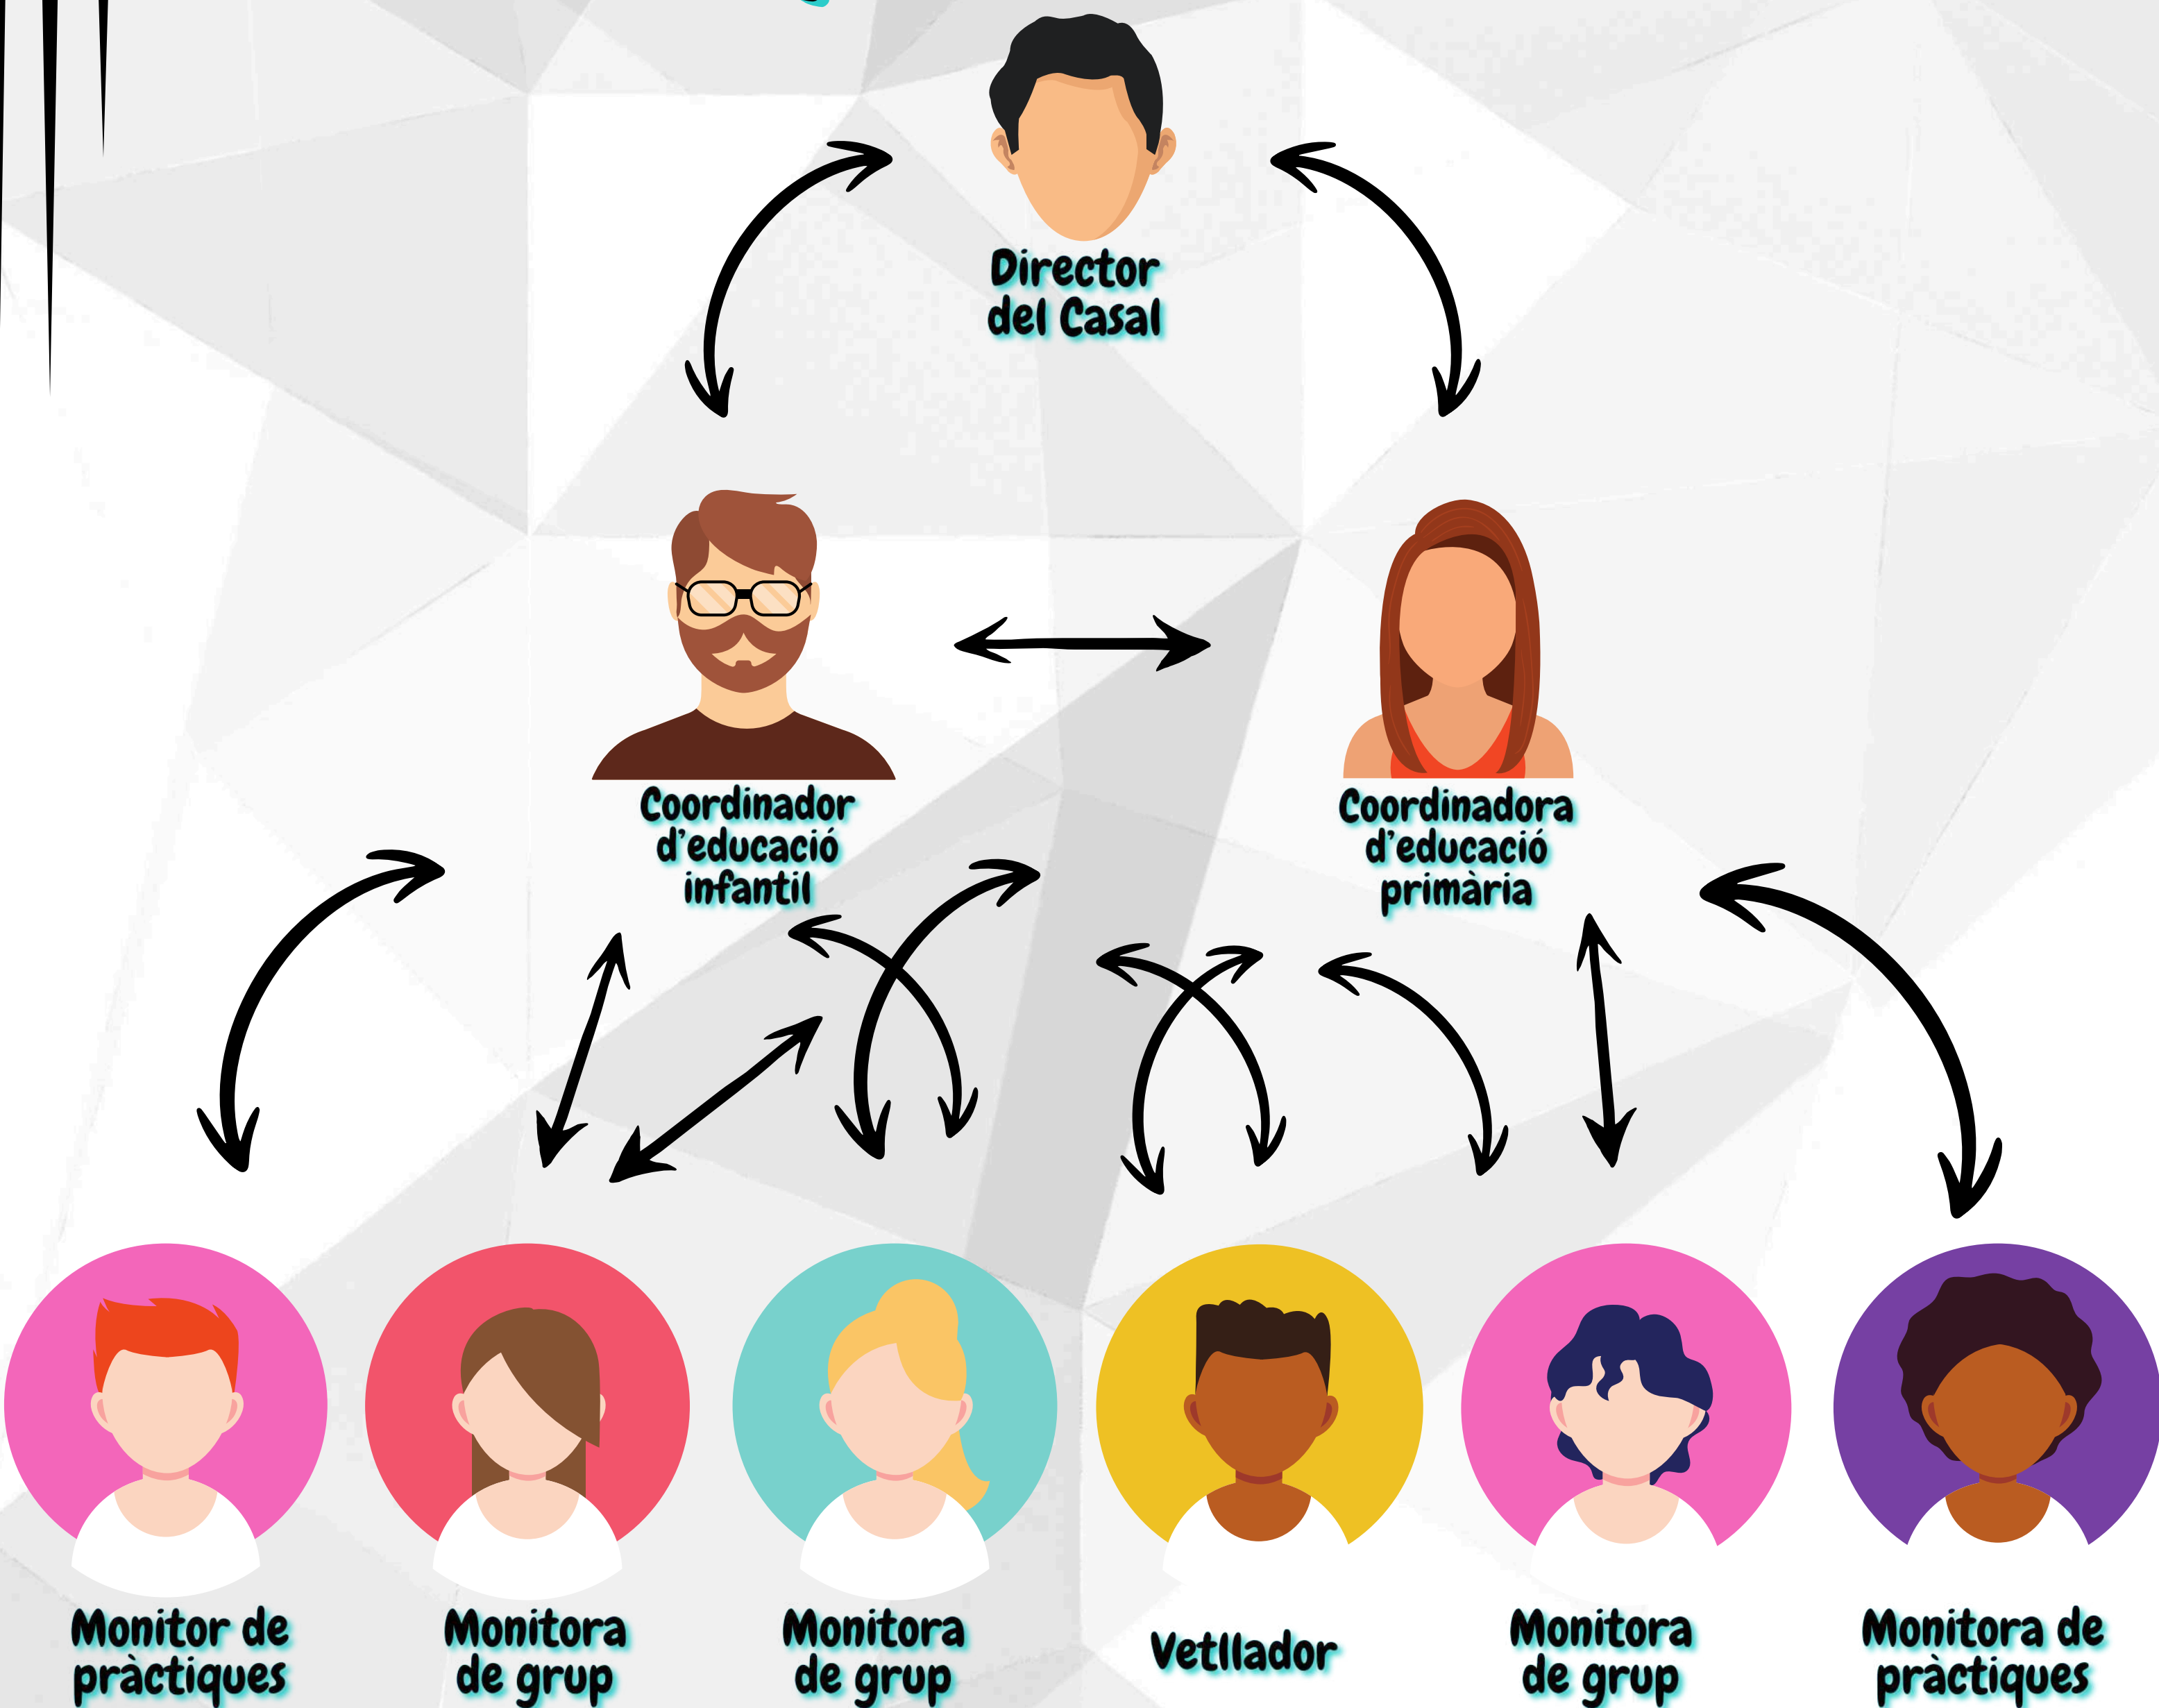 Director
del Casal
Coordinador
d'educació
infantil
Coordinadora
d'educació
primària
Monitor de
pràctiques
Monitora
de grup
Monitora
de grup
Vetllador
Monitora
de grup
Monitora de
pràctiques